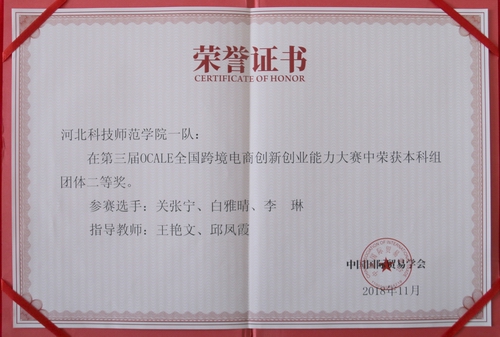 荣誉证书
CERTIFICATE OF HONOR
河北科技师范学院一队：
在第三届OCALE全国跨境电商创新创业能力大赛中荣获本科组
团体二等奖。
参赛选手：关张宁、白雅晴、李　琳
指导教师：王艳文、邱凤霞
中国国际贸易学会
2018年11月